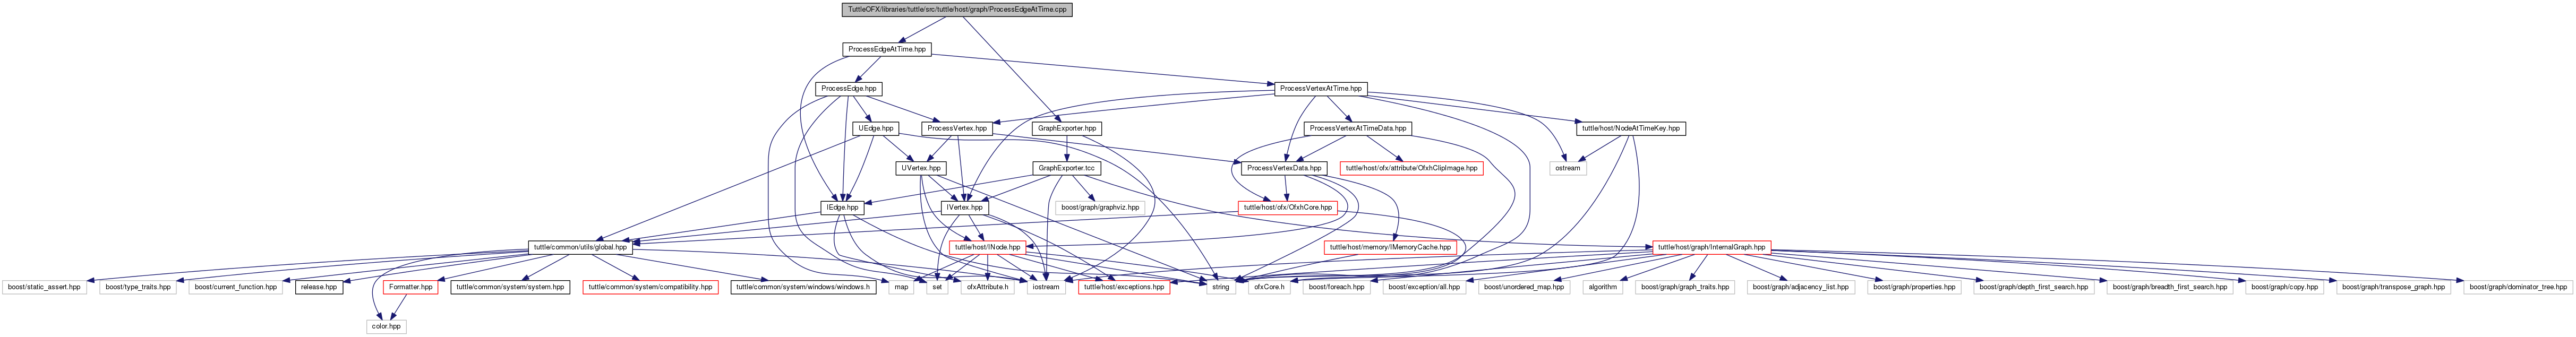 TuttleOFX/libraries/tuttle/src/tuttle/host/graph/ProcessEdgeAtTime.cpp
ProcessEdgeAtTime.hpp
ProcessEdge.hpp
ProcessVertexAtTime.hpp
UEdge.hpp
ProcessVertex.hpp
GraphExporter.hpp
ProcessVertexAtTimeData.hpp
tuttle/host/NodeAtTimeKey.hpp
UVertex.hpp
GraphExporter.tcc
ProcessVertexData.hpp
tuttle/host/ofx/attribute/OfxhClipImage.hpp
ostream
IEdge.hpp
IVertex.hpp
boost/graph/graphviz.hpp
tuttle/host/ofx/OfxhCore.hpp
tuttle/common/utils/global.hpp
tuttle/host/INode.hpp
tuttle/host/memory/IMemoryCache.hpp
tuttle/host/graph/InternalGraph.hpp
boost/static_assert.hpp
boost/type_traits.hpp
boost/current_function.hpp
release.hpp
Formatter.hpp
tuttle/common/system/system.hpp
tuttle/common/system/compatibility.hpp
tuttle/common/system/windows/windows.h
map
set
ofxAttribute.h
iostream
tuttle/host/exceptions.hpp
string
ofxCore.h
boost/foreach.hpp
boost/exception/all.hpp
boost/unordered_map.hpp
algorithm
boost/graph/graph_traits.hpp
boost/graph/adjacency_list.hpp
boost/graph/properties.hpp
boost/graph/depth_first_search.hpp
boost/graph/breadth_first_search.hpp
boost/graph/copy.hpp
boost/graph/transpose_graph.hpp
boost/graph/dominator_tree.hpp
color.hpp